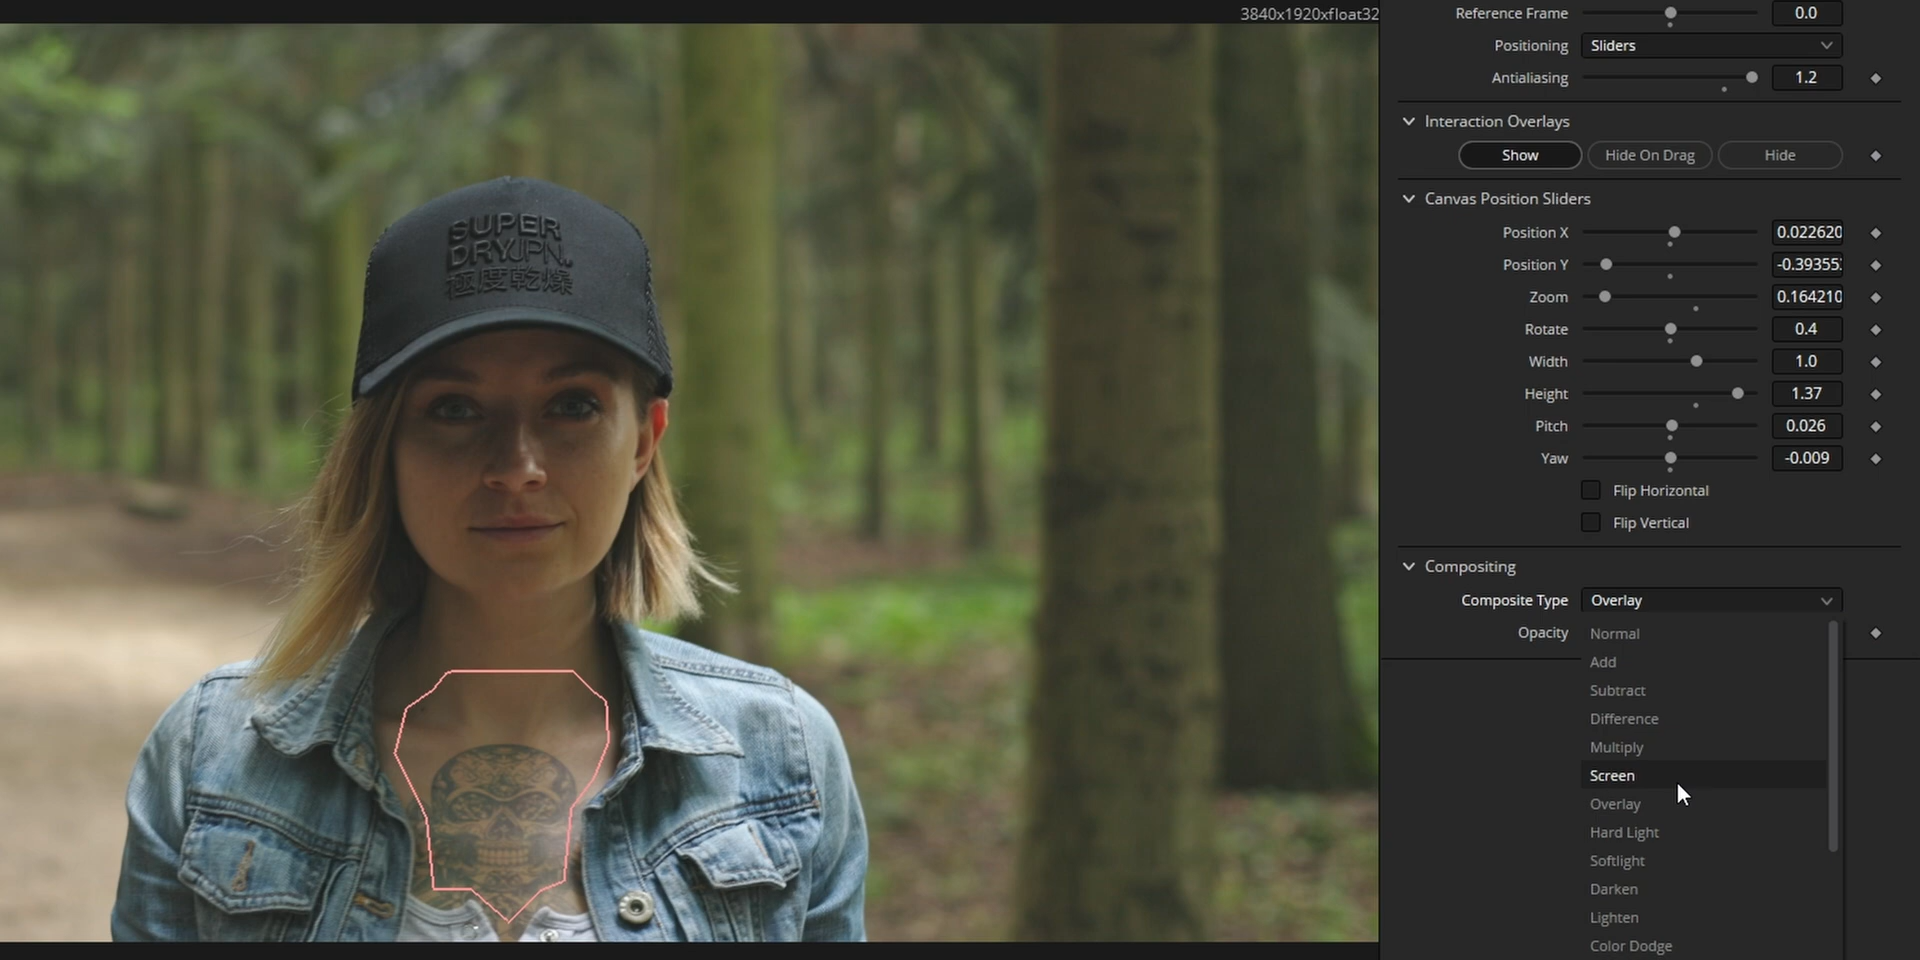 3840x1920xfloat32
SUPER
DRY.JPN.
極度乾燥
Reference Frame 0.0
Positioning Sliders
Antialiasing 1.2
Interaction Overlays
Show Hide On Drag Hide
Canvas Position Sliders
Position X 0.022620
Position Y -0.39355
Zoom 0.164210
Rotate 0.4
Width 1.0
Height 1.37
Pitch 0.026
Yaw -0.009
Flip Horizontal
Flip Vertical
Compositing
Composite Type Overlay
Opacity
Normal
Add
Subtract
Difference
Multiply
Screen
Overlay
Hard Light
Softlight
Darken
Lighten
Color Dodge